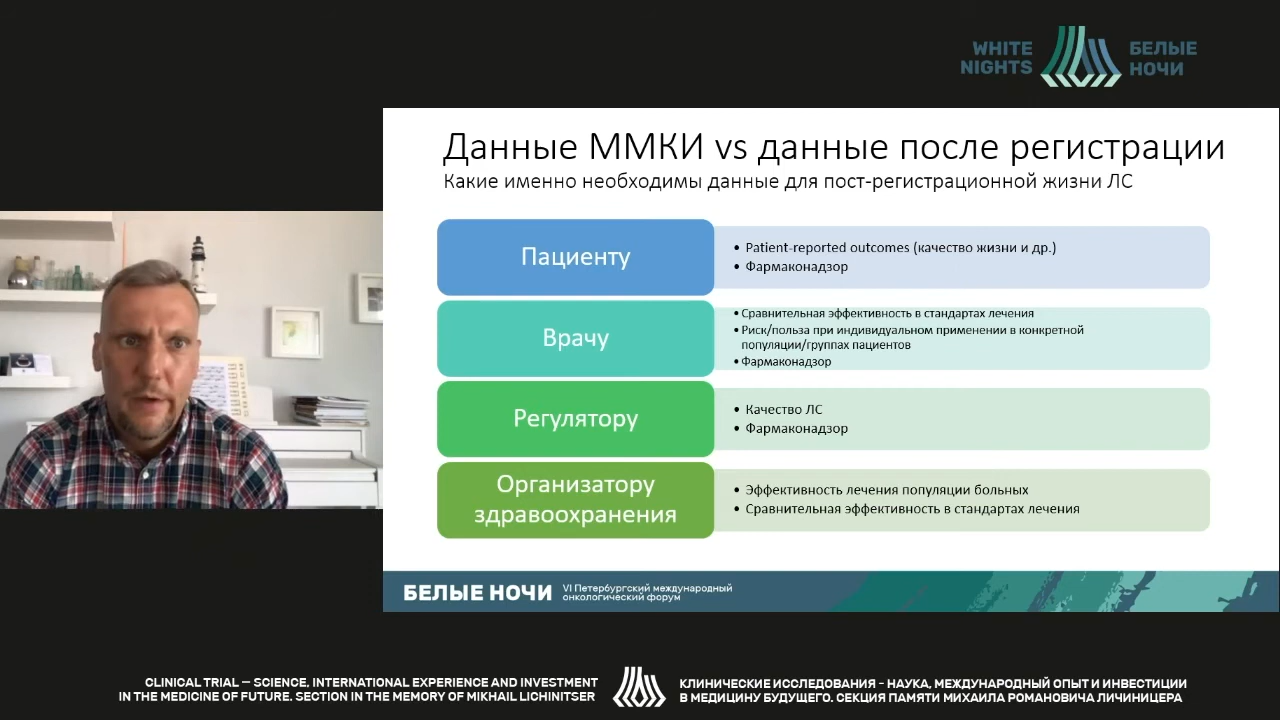 WHITE
NIGHTS
БЕЛЫЕ
НОЧИ
Данные ММКИ vs данные после регистрации
Какие именно необходимы данные для пост-регистрационной жизни ЛС
Пациенту
• Patient-reported outcomes (качество жизни и др.)
• Фармаконадзор
Врачу
• Сравнительная эффективность в стандартах лечения
• Риск/польза при индивидуальном применении в конкретной
популяции/группах пациентов
• Фармаконадзор
Регулятору
• Качество ЛС
• Фармаконадзор
Организатору
здравоохранения
• Эффективность лечения популяции больных
• Сравнительная эффективность в стандартах лечения
БЕЛЫЕ НОЧИ
VI Петербургский международный
онкологический форум
CLINICAL TRIAL – SCIENCE, INTERNATIONAL EXPERIENCE AND INVESTMENT
IN THE MEDICINE OF FUTURE. SECTION IN THE MEMORY OF MIKHAIL LICHINITSER
КЛИНИЧЕСКИЕ ИССЛЕДОВАНИЯ - НАУКА, МЕЖДУНАРОДНЫЙ ОПЫТ И ИНВЕСТИЦИИ
В МЕДИЦИНУ БУДУЩЕГО. СЕКЦИЯ ПАМЯТИ МИХАИЛА РОМАНОВИЧА ЛИЧИНИЦЕРА